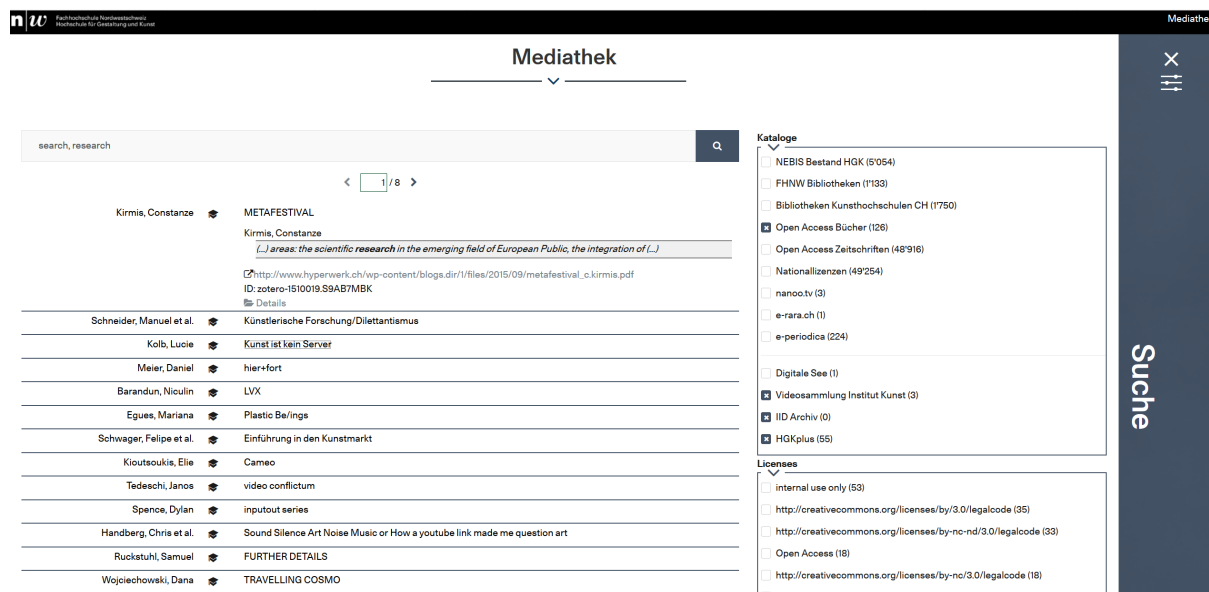 n w Fachhochschule Nordwestschweiz
Hochschule für Gestaltung und Kunst
Mediathe
Mediathek
search, research
1 / 8
Kirmis, Constanze METAFESTIVAL
Kirmis, Constanze
(...) areas: the scientific research in the emerging field of European Public, the integration of (...)
http://www.hyperwerk.ch/wp-content/blogs.dir/1/files/2015/09/metafestival_c.kirmis.pdf
ID: zotero-1510019.S9AB7MBK
Details
Schneider, Manuel et al. Künstlerische Forschung/Dilettantismus
Kolb, Lucie Kunst ist kein Server
Meier, Daniel hier+fort
Barandun, Niculin LVX
Egues, Mariana Plastic Be/ings
Schwager, Felipe et al. Einführung in den Kunstmarkt
Kioutsoukis, Elie Cameo
Tedeschi, Janos video conflictum
Spence, Dylan inputout series
Handberg, Chris et al. Sound Silence Art Noise Music or How a youtube link made me question art
Ruckstuhl, Samuel FURTHER DETAILS
Wojciechowski, Dana TRAVELLING COSMO
Kataloge
NEBIS Bestand HGK (5'054)
FHNW Bibliotheken (1'133)
Bibliotheken Kunsthochschulen CH (1'750)
Open Access Bücher (126)
Open Access Zeitschriften (48'916)
Nationallizenzen (49'254)
nanoo.tv (3)
e-rara.ch (1)
e-periodica (224)
Digitale See (1)
Videosammlung Institut Kunst (3)
IID Archiv (0)
HGKplus (55)
Licenses
internal use only (53)
http://creativecommons.org/licenses/by/3.0/legalcode (35)
http://creativecommons.org/licenses/by-nc-nd/3.0/legalcode (33)
Open Access (18)
http://creativecommons.org/licenses/by-nc/3.0/legalcode (18)
Suche